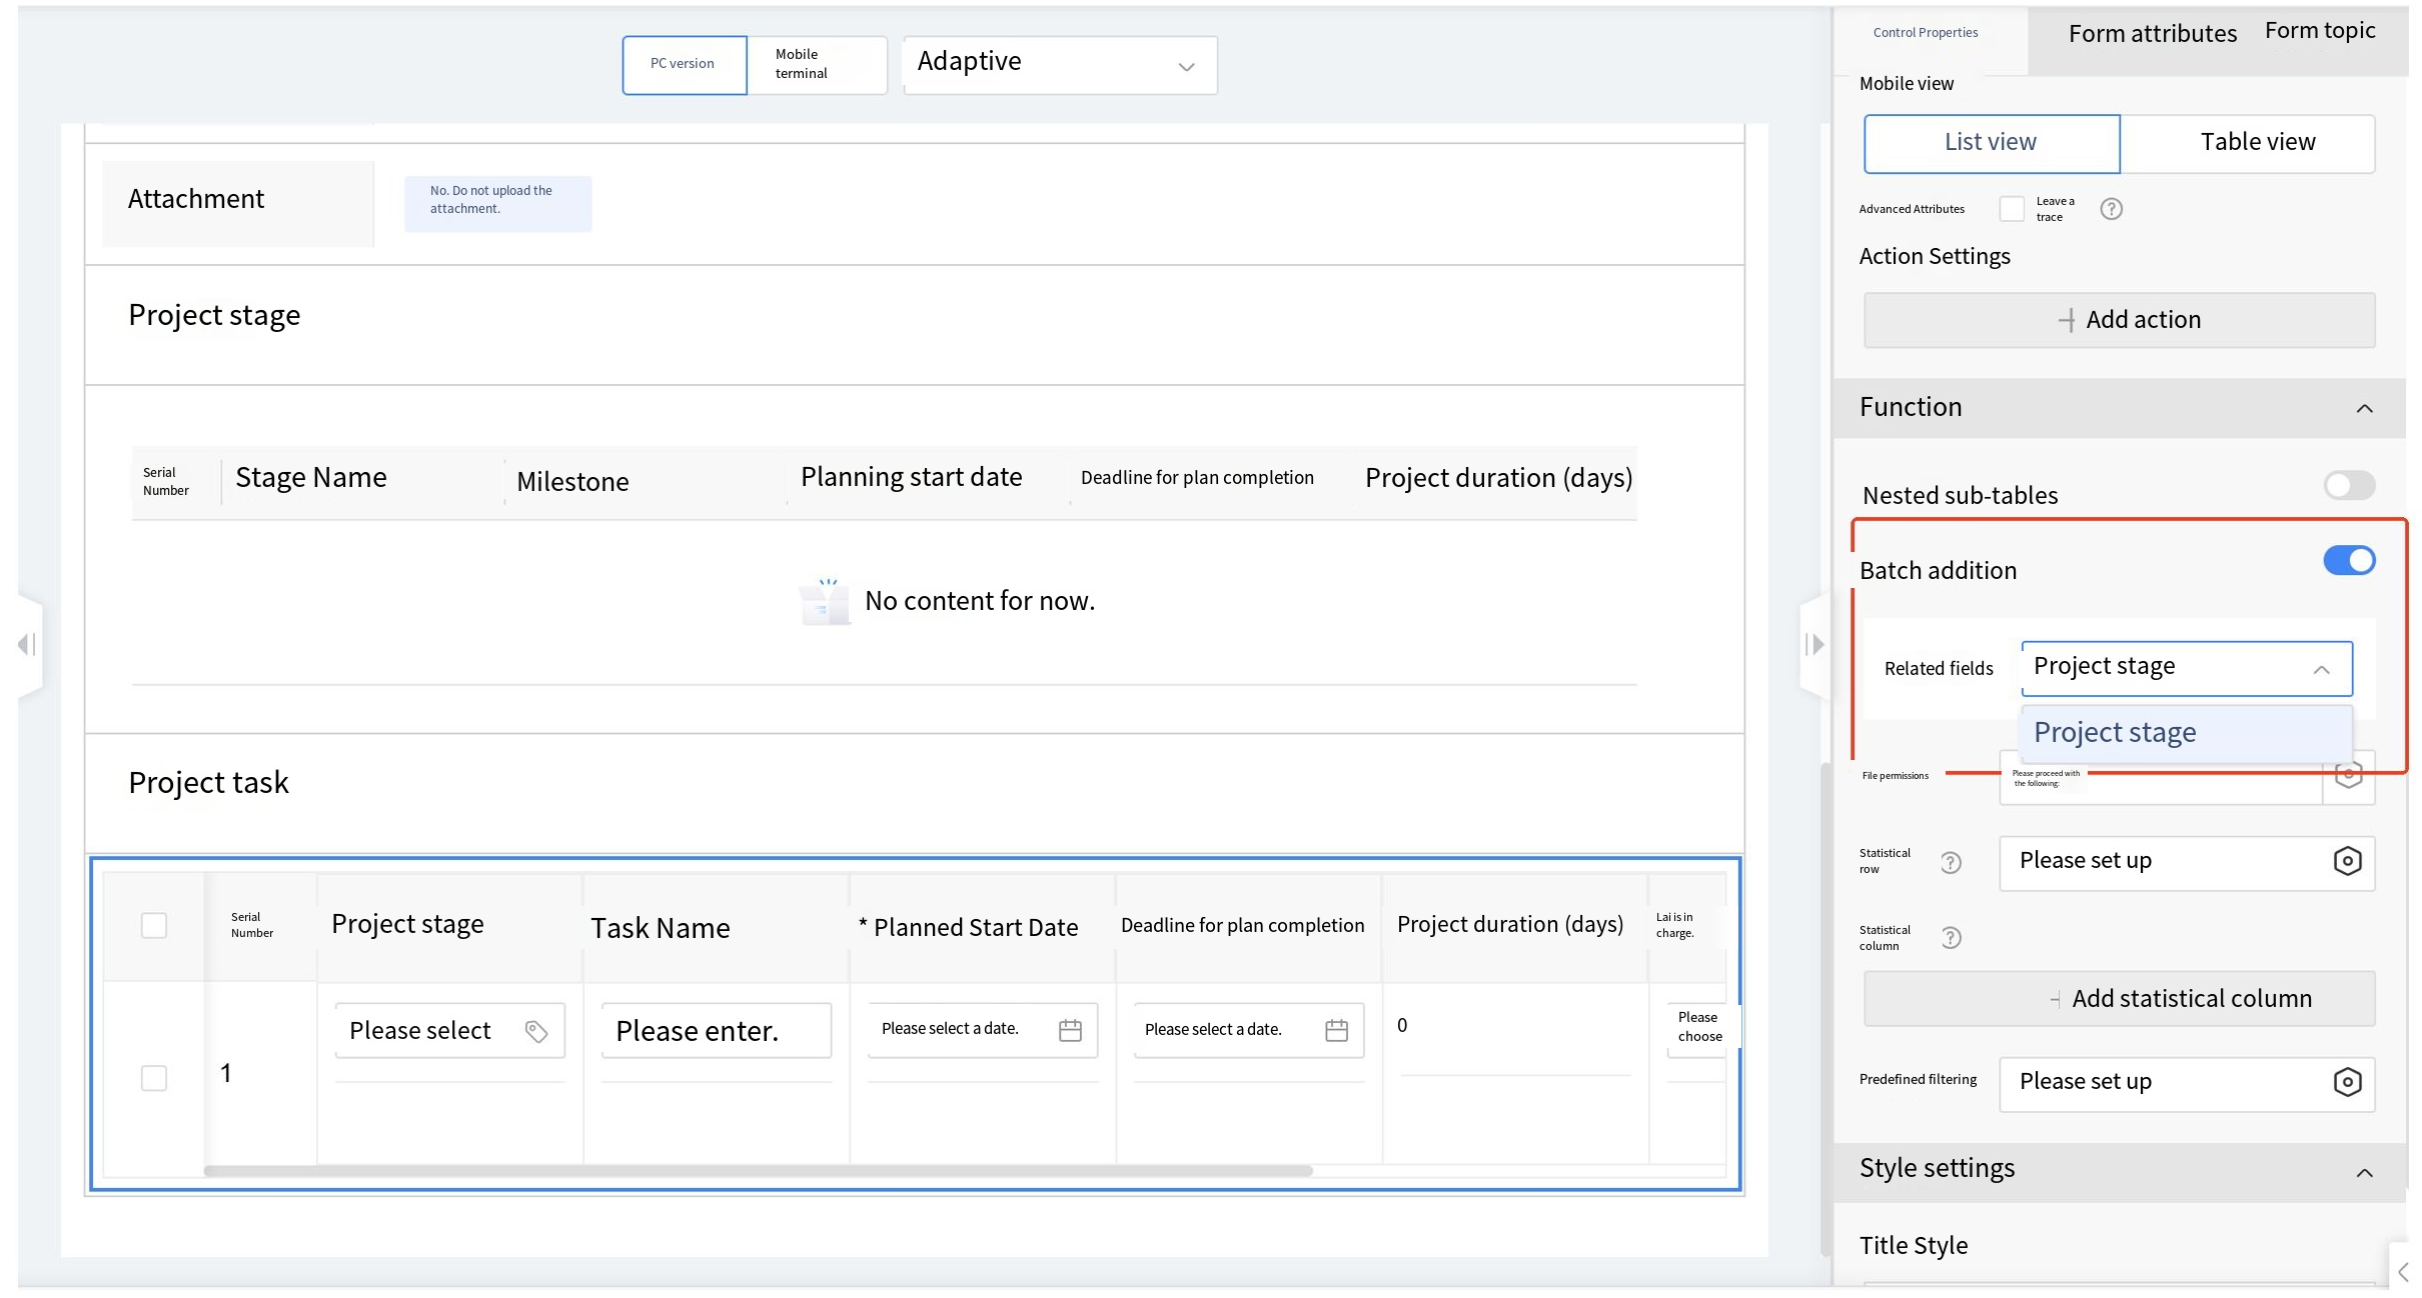 PC version
Mobile
terminal
Adaptive
Control Properties
Form attributes
Form topic
Mobile view
List view
Table view
Advanced Attributes
Leave a
trace
Action Settings
Add action
Function
Nested sub-tables
Batch addition
Related fields
Project stage
Project stage
File permissions
Please proceed with
the following:
Statistical
row
Please set up
Statistical
column
Add statistical column
Predefined filtering
Please set up
Style settings
Title Style
Attachment
No. Do not upload the
attachment.
Project stage
Serial
Number
Stage Name
Milestone
Planning start date
Deadline for plan completion
Project duration (days)
No content for now.
Project task
Serial
Number
Project stage
Task Name
* Planned Start Date
Deadline for plan completion
Project duration (days)
Lai is in
charge.
1
Please select
Please enter.
Please select a date.
Please select a date.
0
Please
choose